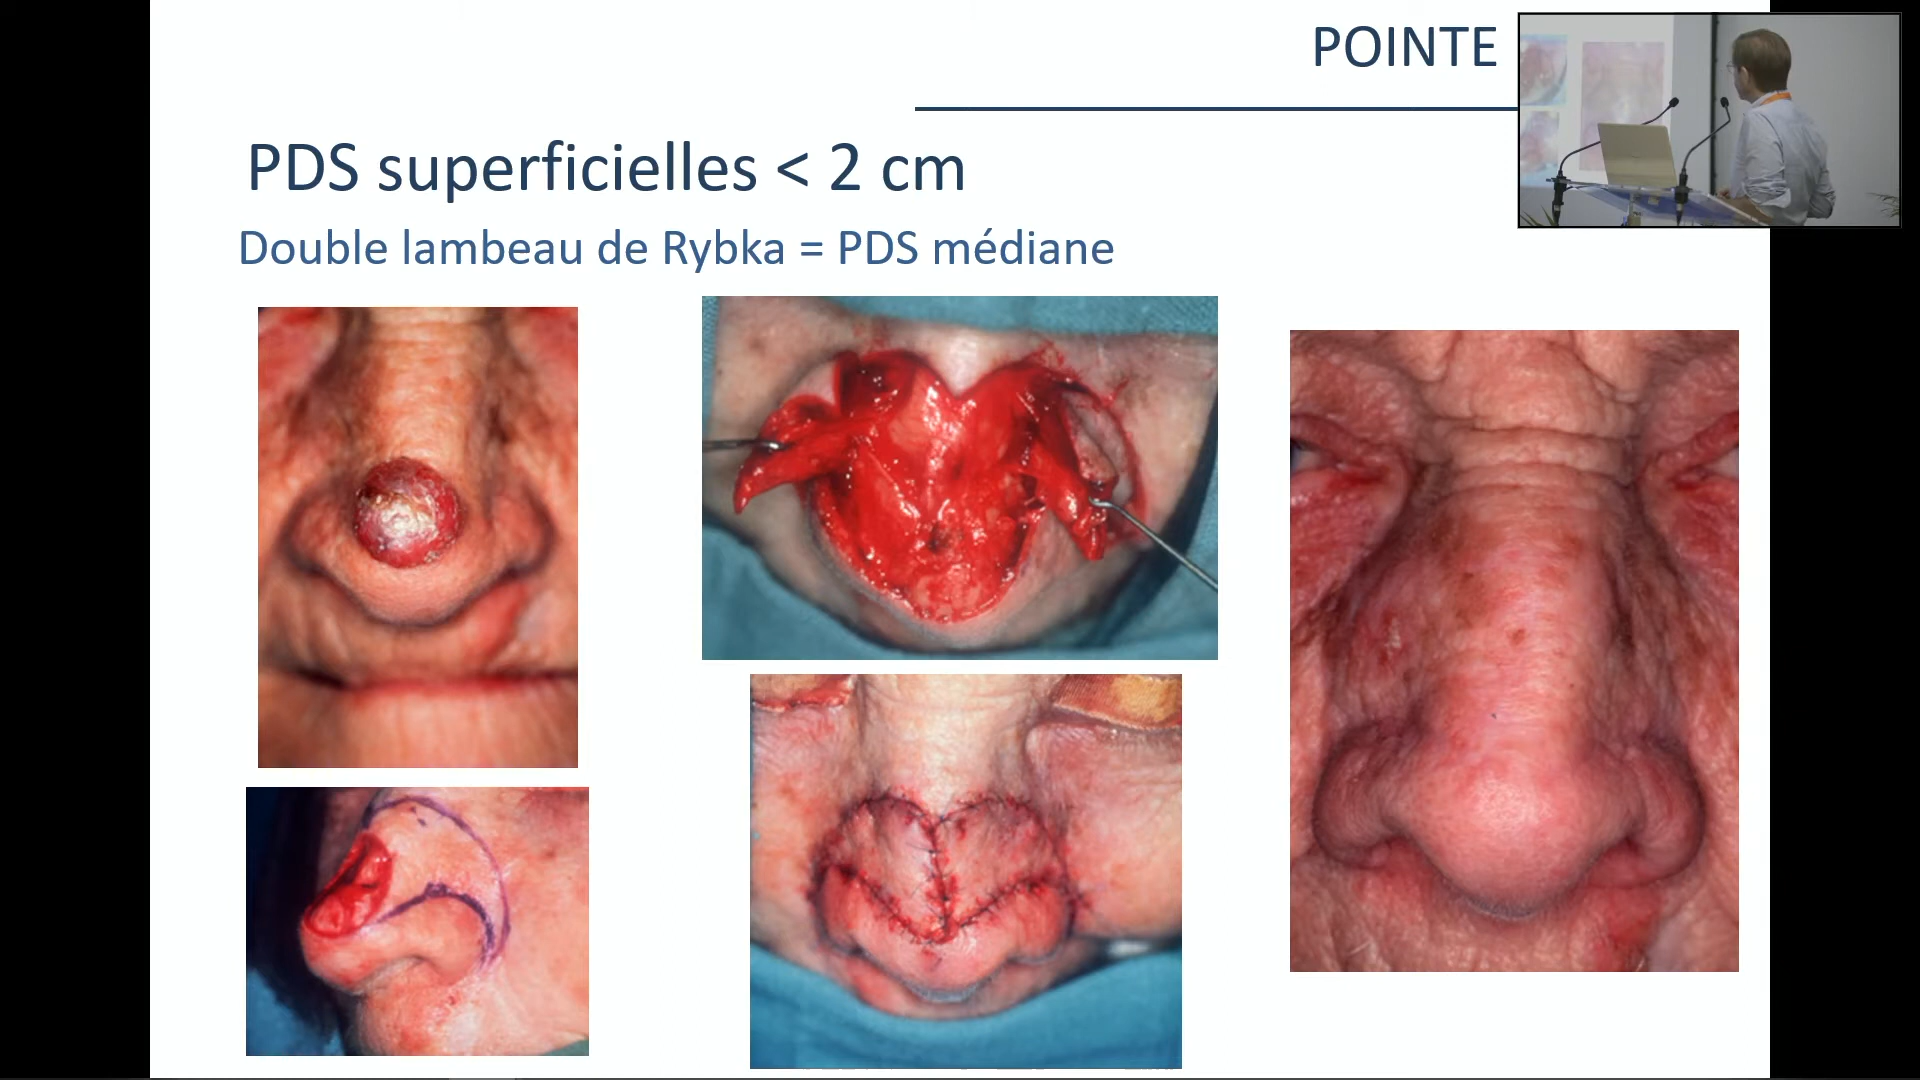 POINTE
PDS superficielles < 2 cm
Double lambeau de Rybka = PDS médiane